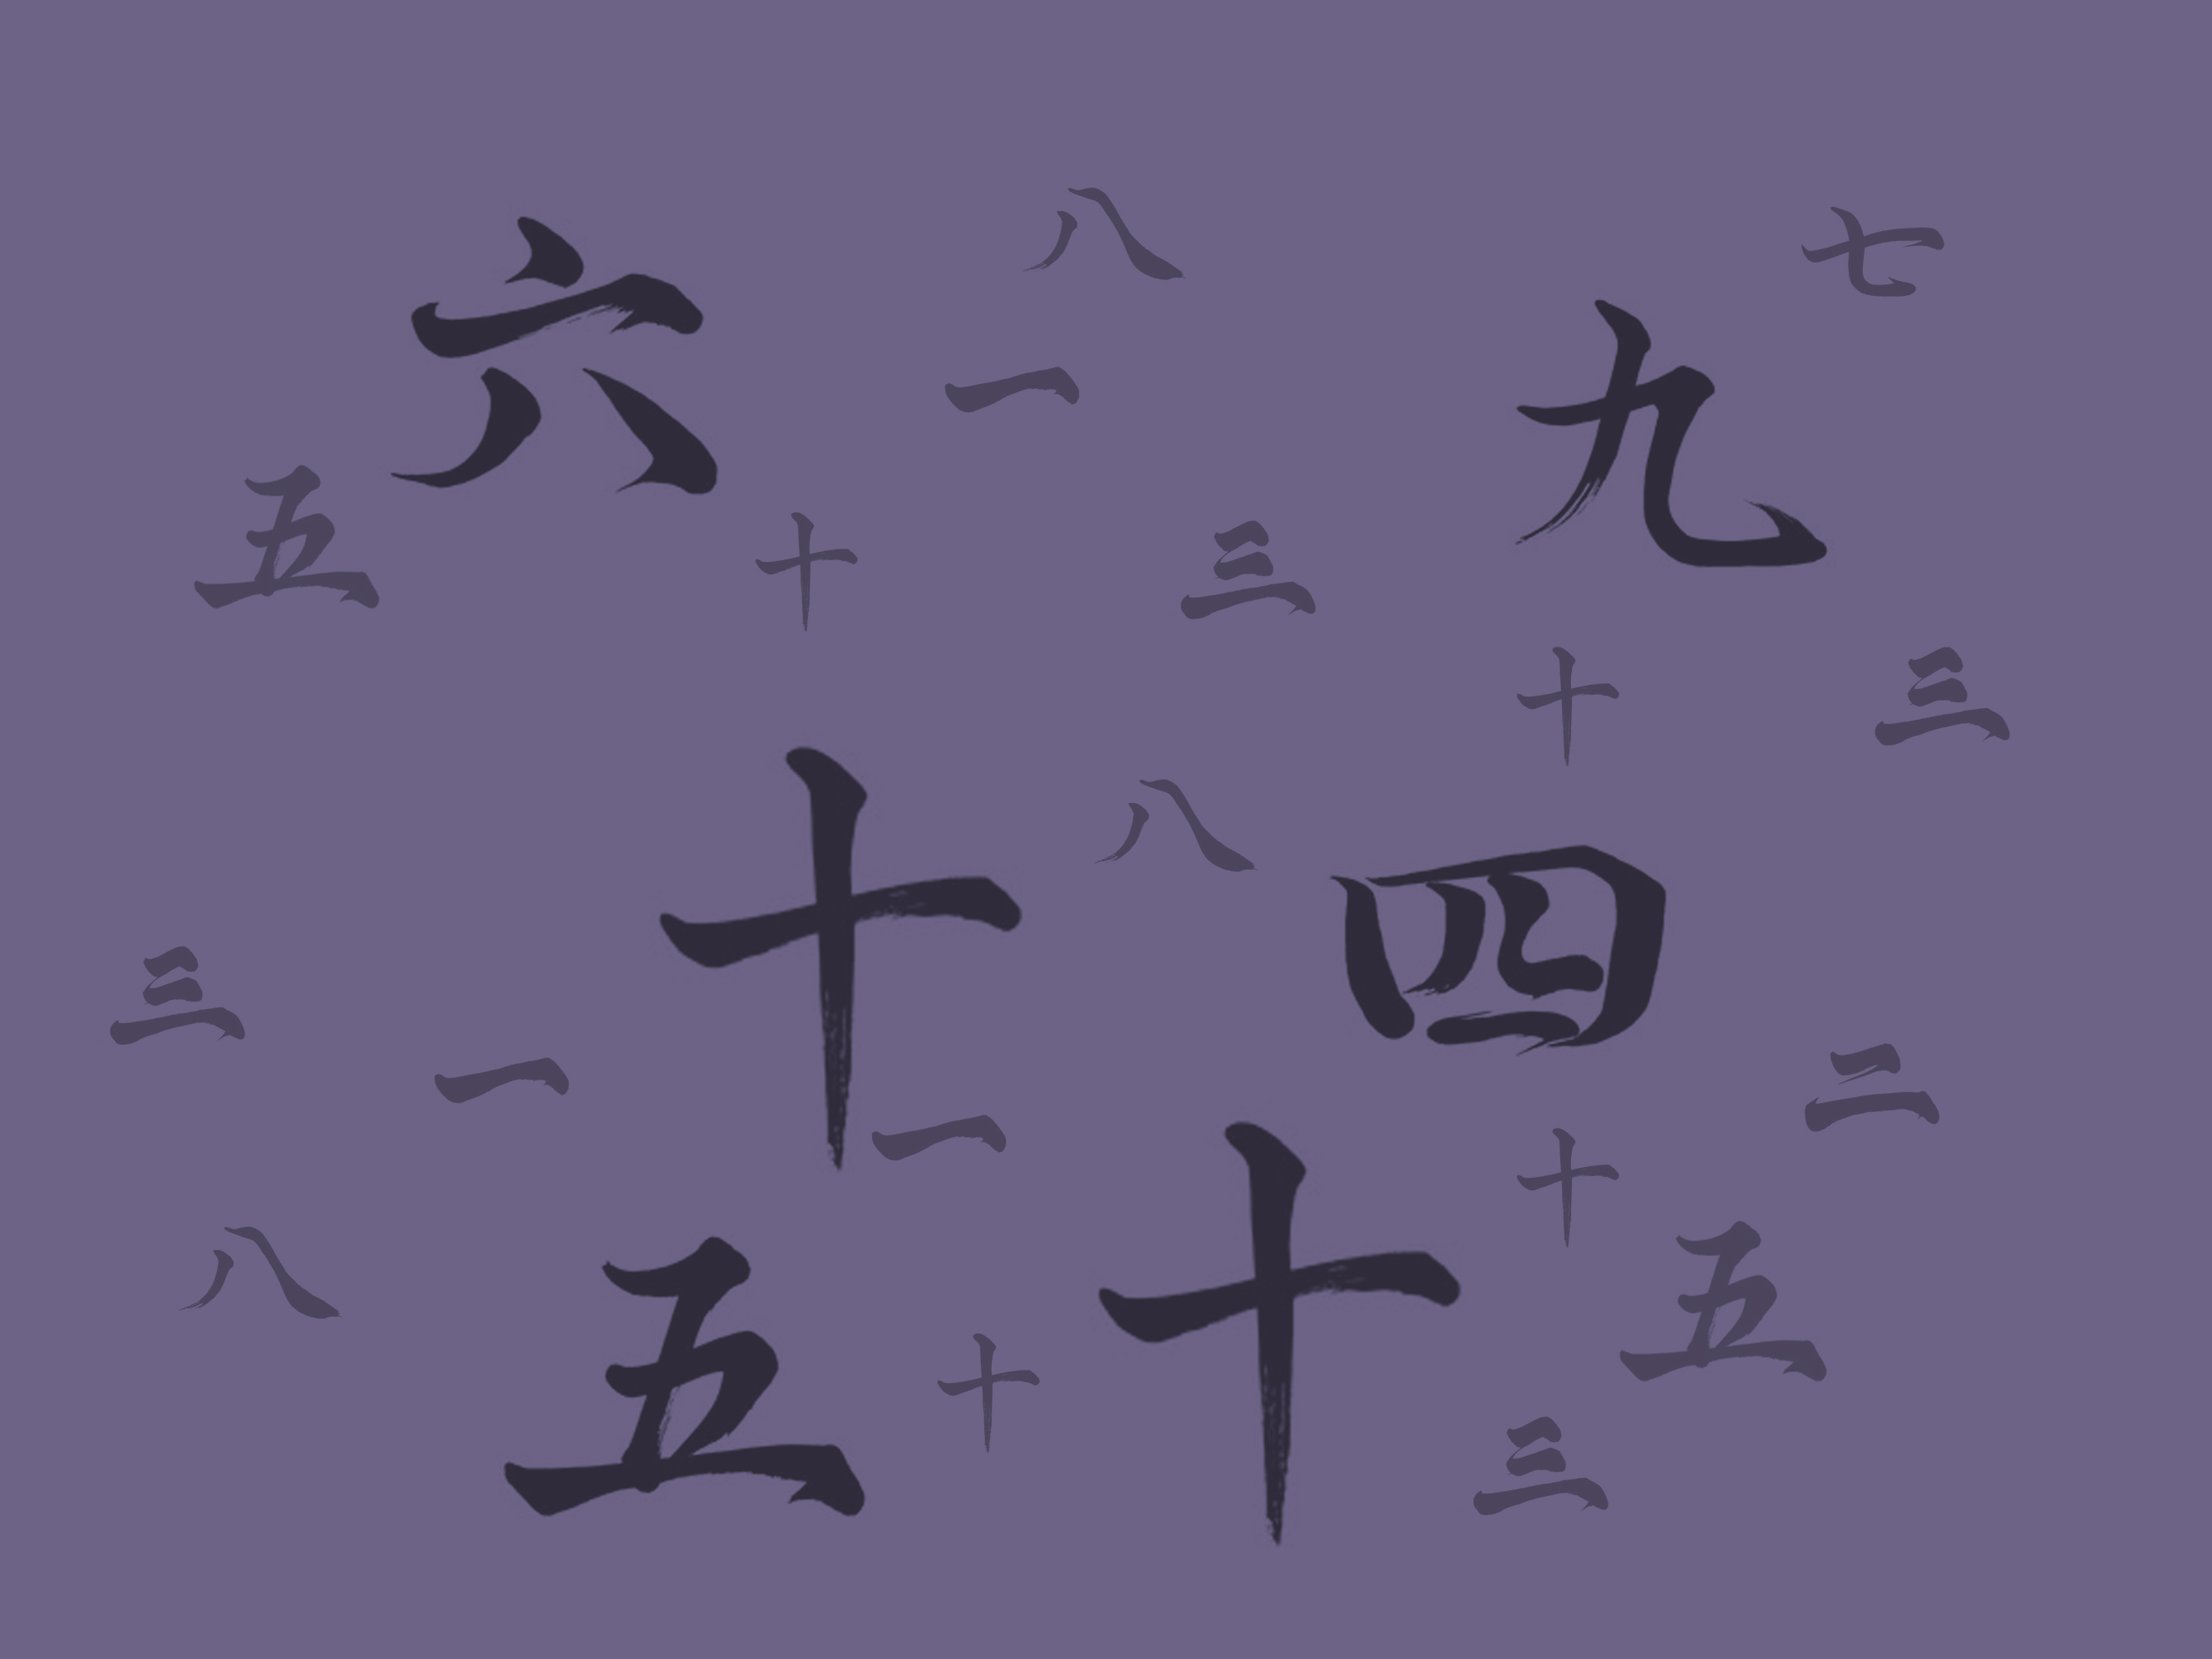 八
七
六
九
一
五
十
三
十
三
八
十
四
三
一
二
一
十
八
十
五
五
十
三